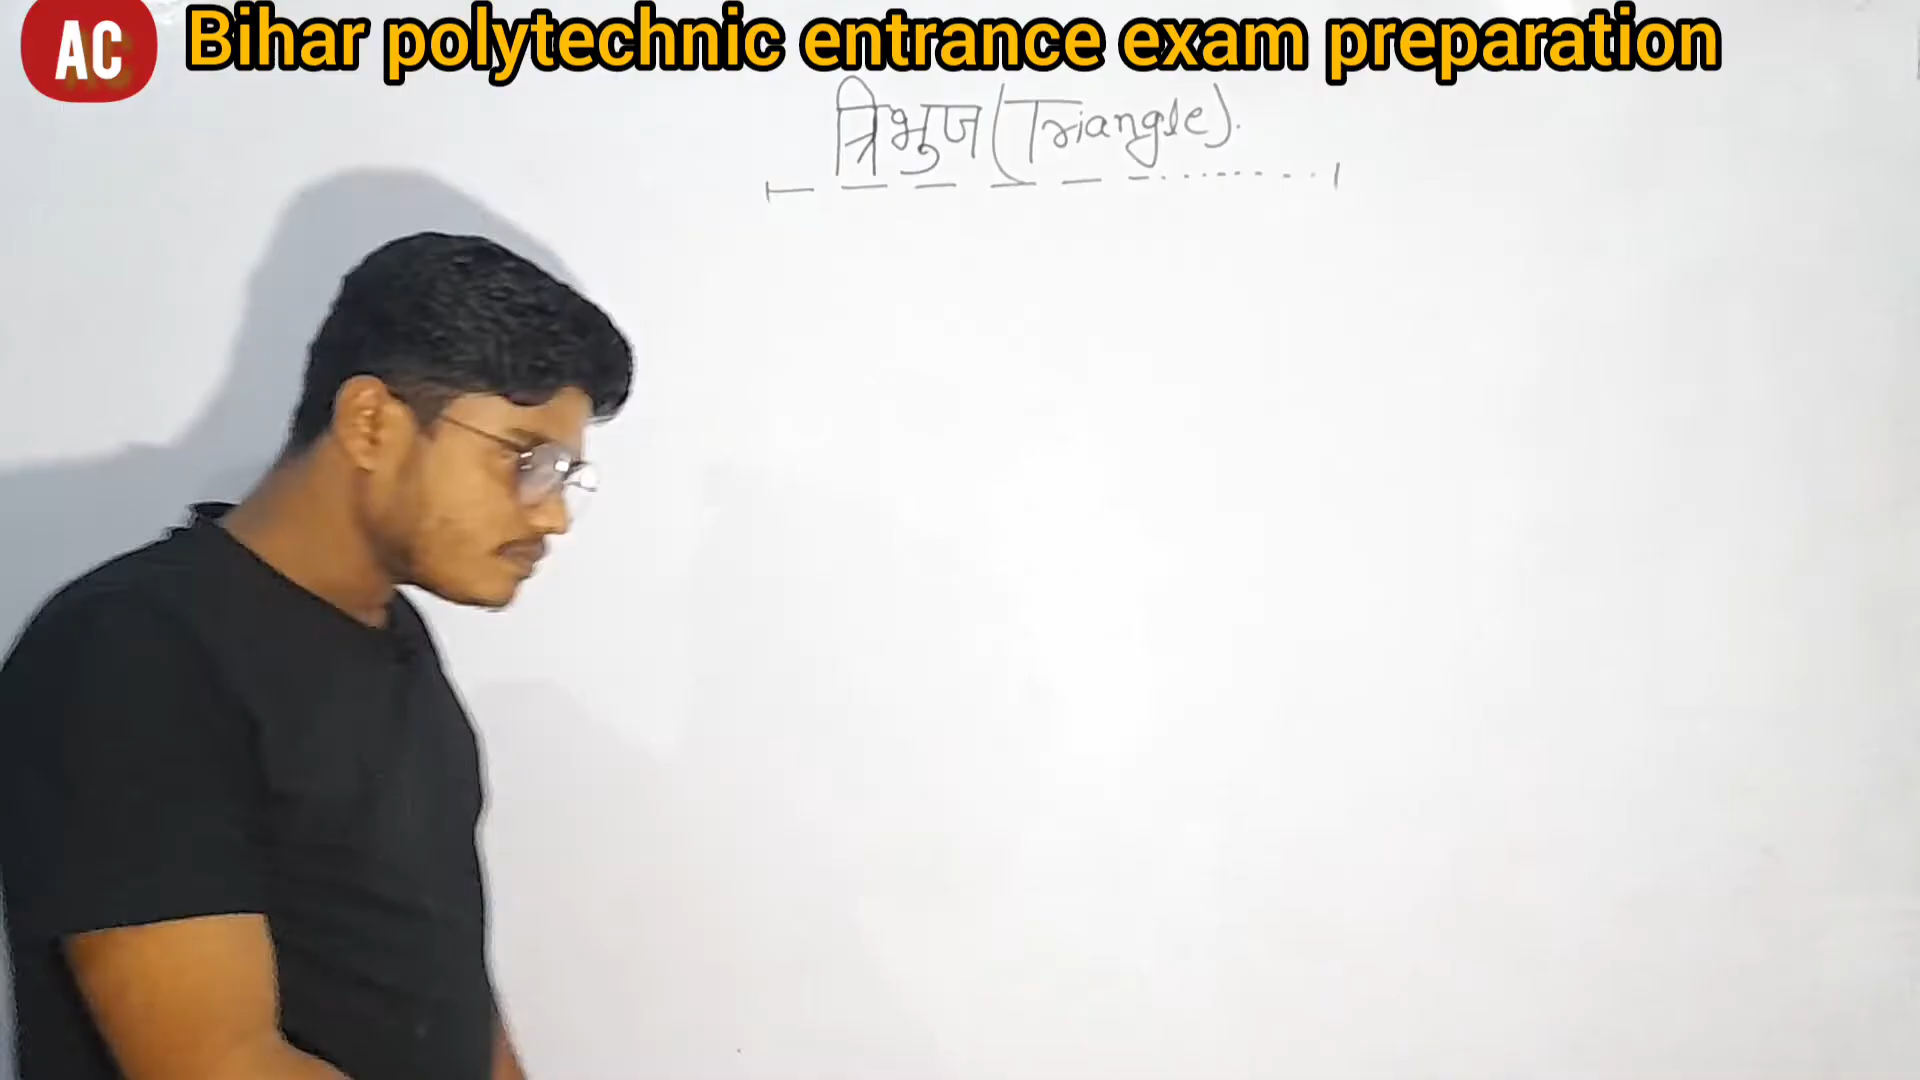 AC Bihar polytechnic entrance exam preparation
त्रिभुज (Triangle).